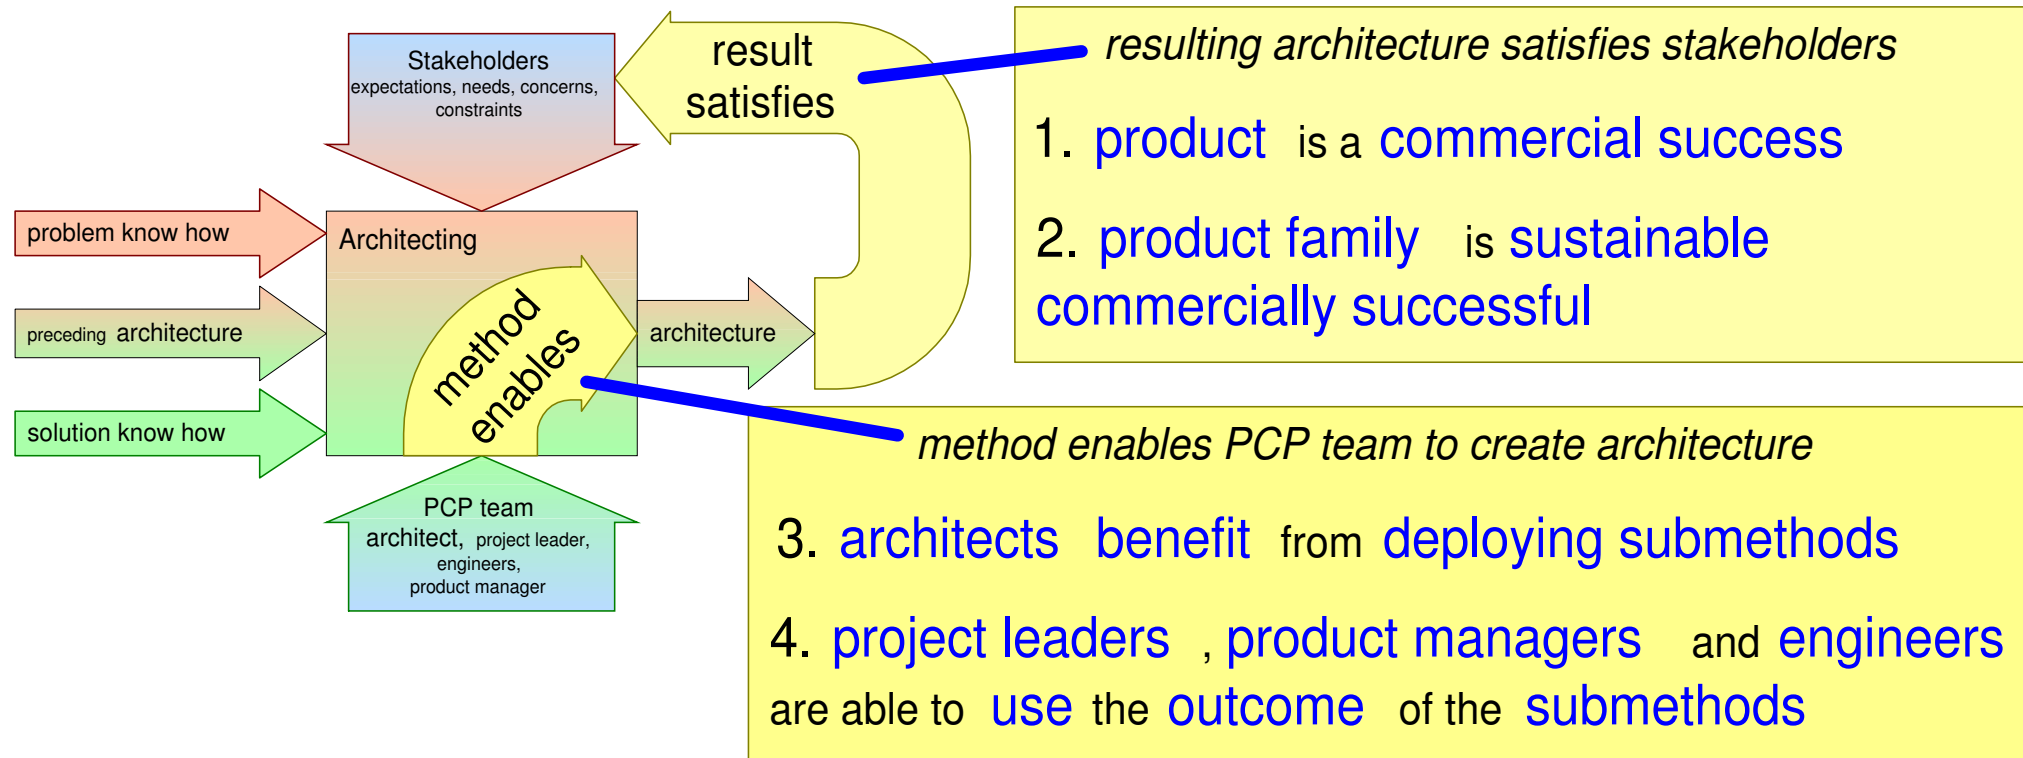 Stakeholders
expectations, needs, concerns,
constraints
result
satisfies
problem know how
preceding architecture
solution know how
Architecting
method
enables
architecture
PCP team
architect, project leader,
engineers,
product manager
resulting architecture satisfies stakeholders
1. product is a commercial success
2. product family is sustainable
commercially successful
method enables PCP team to create architecture
3. architects benefit from deploying submethods
4. project leaders , product managers and engineers
are able to use the outcome of the submethods